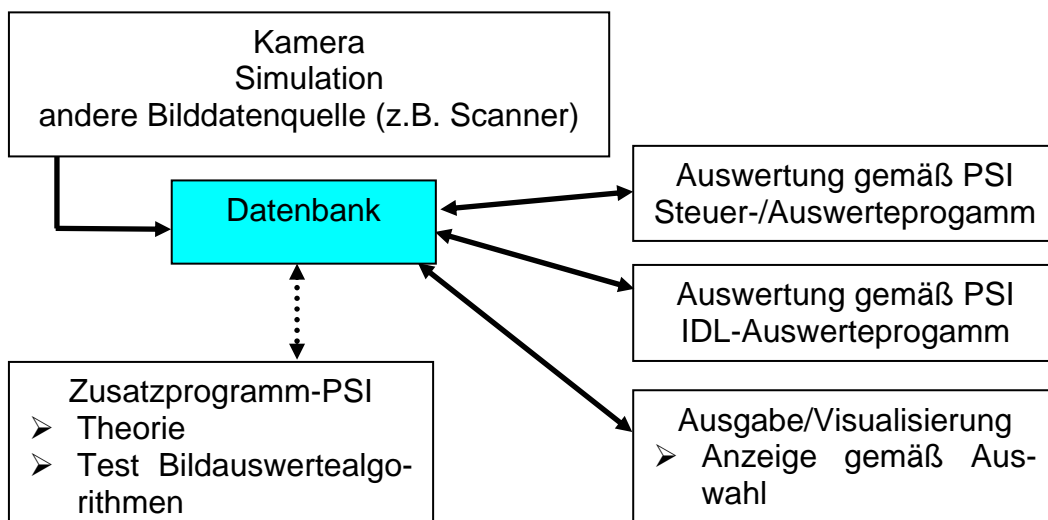 Kamera
Simulation
andere Bilddatenquelle (z.B. Scanner)
Datenbank
Auswertung gemäß PSI
Steuer-/Auswerteprogamm
Auswertung gemäß PSI
IDL-Auswerteprogamm
Zusatzprogramm-PSI
➢ Theorie
➢ Test Bildauswertealgo-
rithmen
Ausgabe/Visualisierung
➢ Anzeige gemäß Aus-
wahl